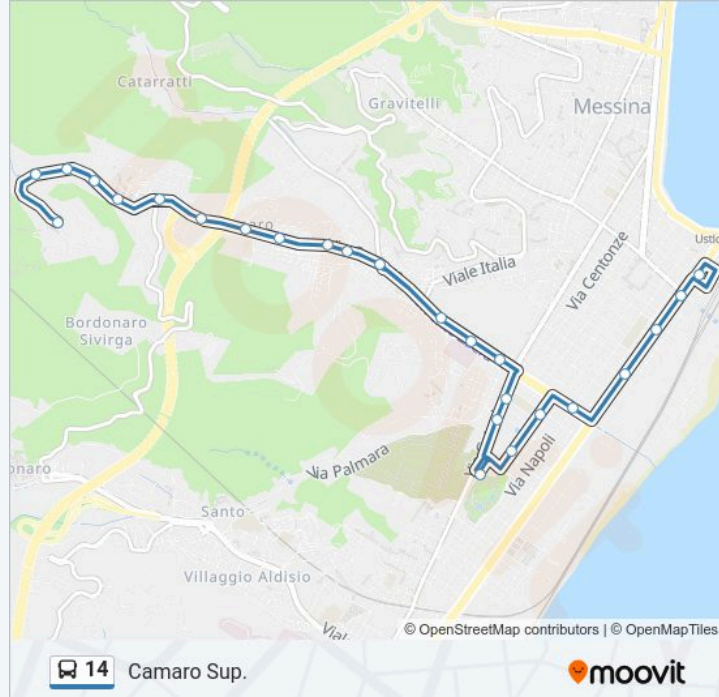 Catarratti
Gravitelli
Messina
Ustic
Via Centonze
Viale Italia
Bordonaro
Sivirga
Via Palmara
Via Napoli
onaro
Santo
Villaggio Aldisio
Vial
© OpenStreetMap contributors | © OpenMapTiles
14 Camaro Sup.
moovit